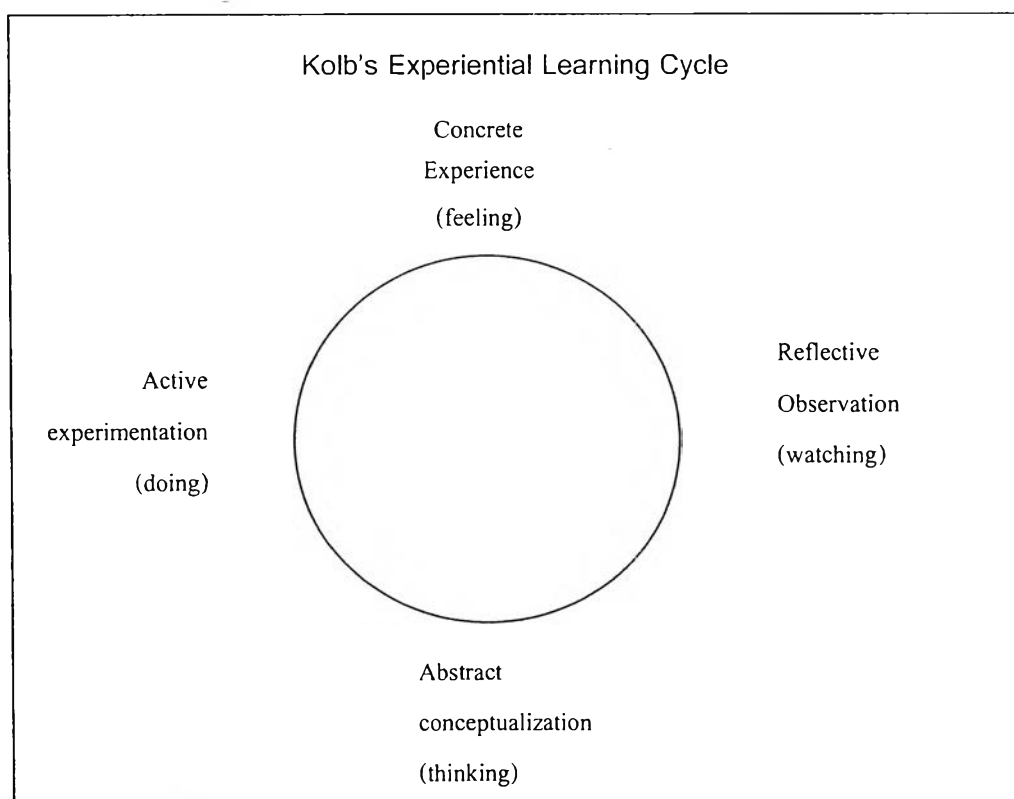 Kolb's Experiential Learning Cycle
Concrete
Experience
(feeling)
Reflective
Observation
(watching)
Active
experimentation
(doing)
Abstract
conceptualization
(thinking)